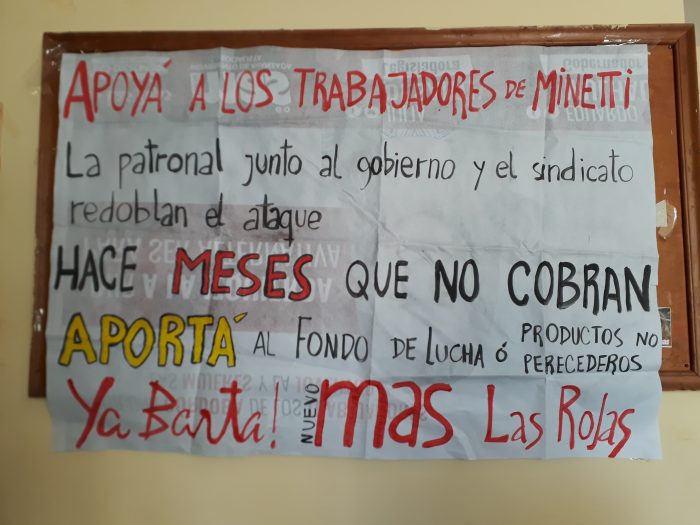 APOYÁ A LOS TRABAJADORES DE MINETTI
La patronal junto al gobierno y el sindicato
redoblan el ataque
HACE MESES QUE NO COBRAN
APORTÁ AL FONDO DE LUCHA ó PRODUCTOS NO
PERECEDEROS
Ya Basta! NUEVO mas Las Rojas